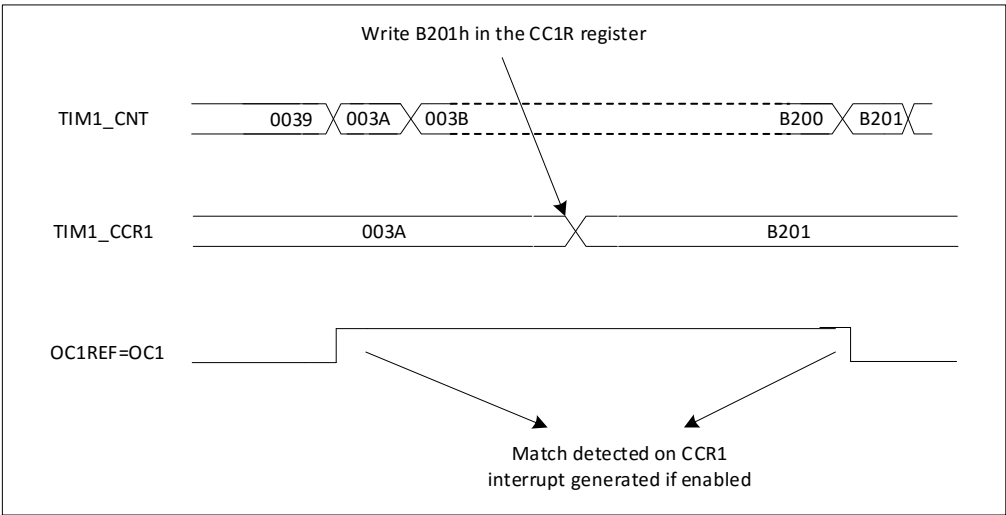 Write B201h in the CC1R register
TIM1_CNT 0039 003A 003B B200 B201
TIM1_CCR1 003A B201
OC1REF=OC1
Match detected on CCR1
interrupt generated if enabled